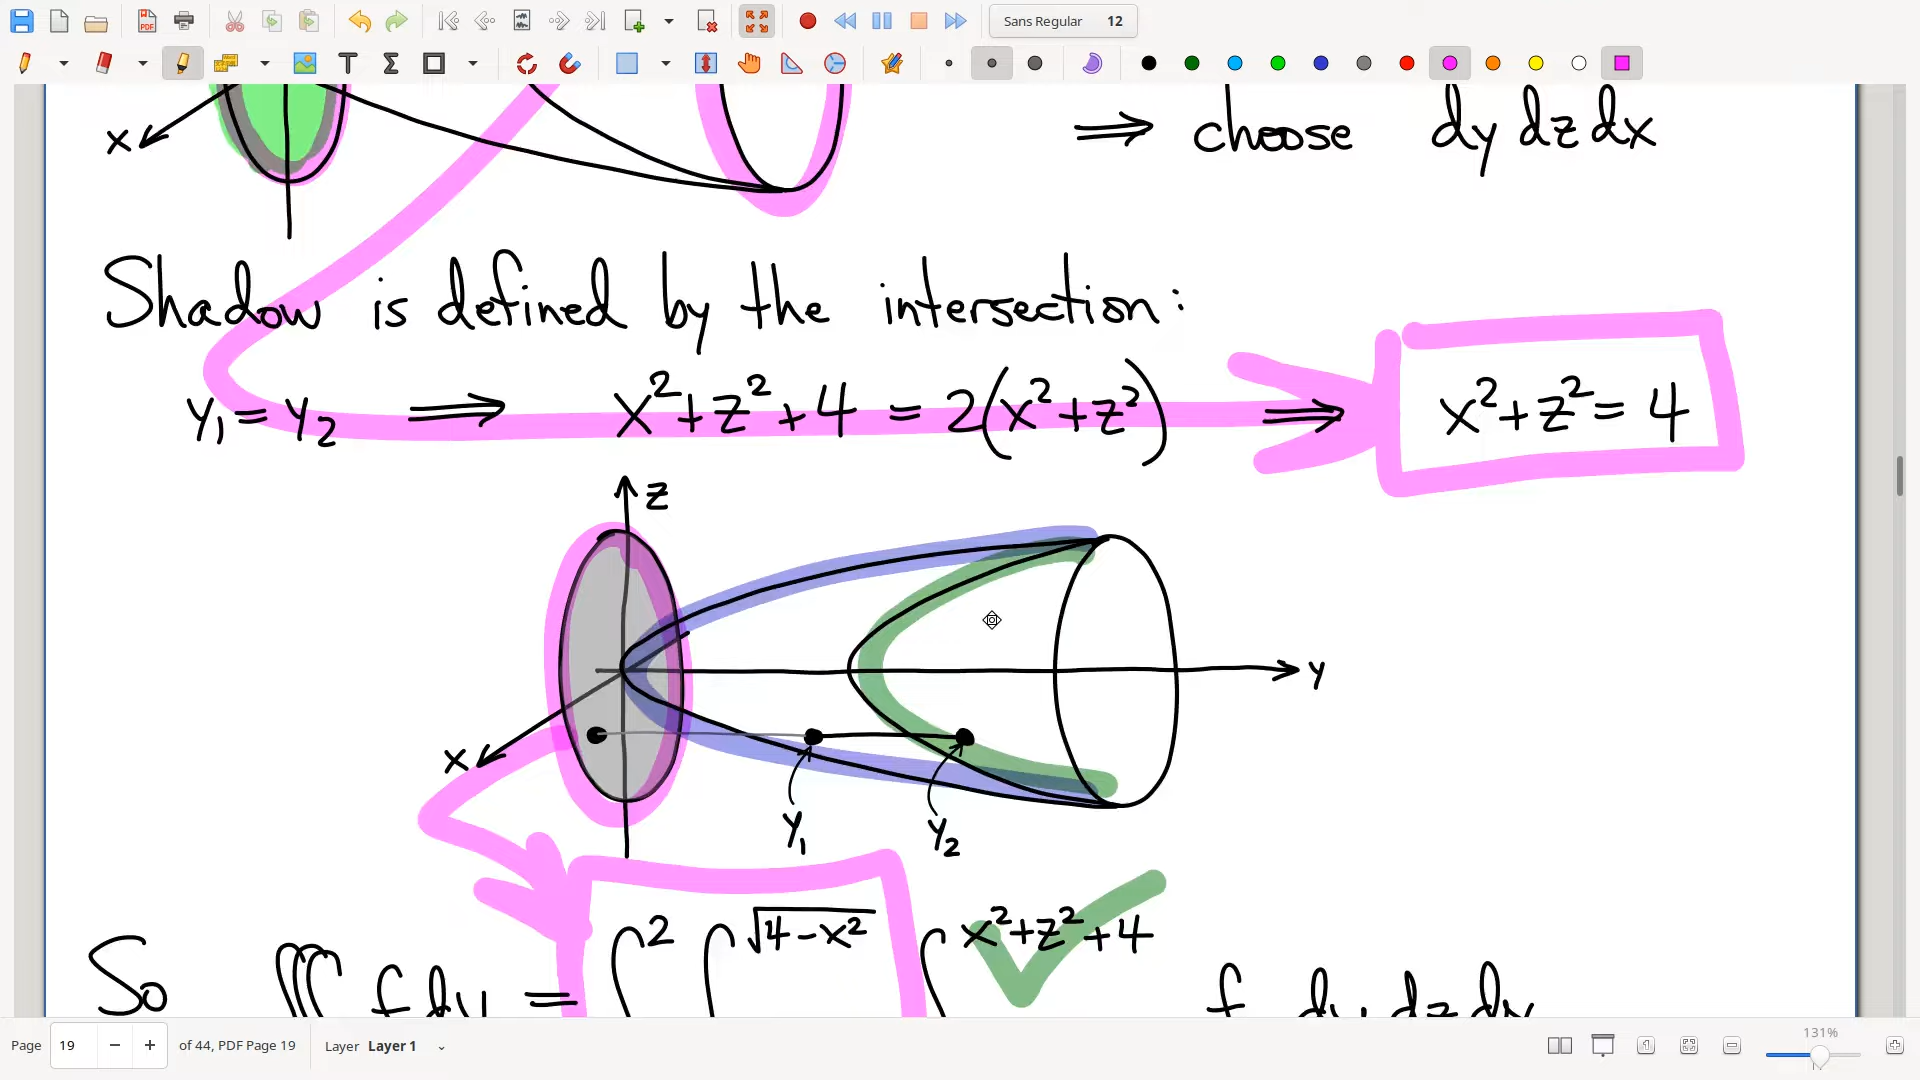 Sans Regular 12
x
⇒ choose dy dz dx
Shadow is defined by the intersection:
y₁ = y₂ ⇒ x² + z² + 4 = 2(x² + z²) ⇒ x² + z² = 4
z
y
x
y₁ y₂
So ∭ f dV = ∫² ∫^√(4-x²) ∫^x²+z²+4 f dy dz dx
Page 19 − + of 44, PDF Page 19 Layer Layer 1
131%